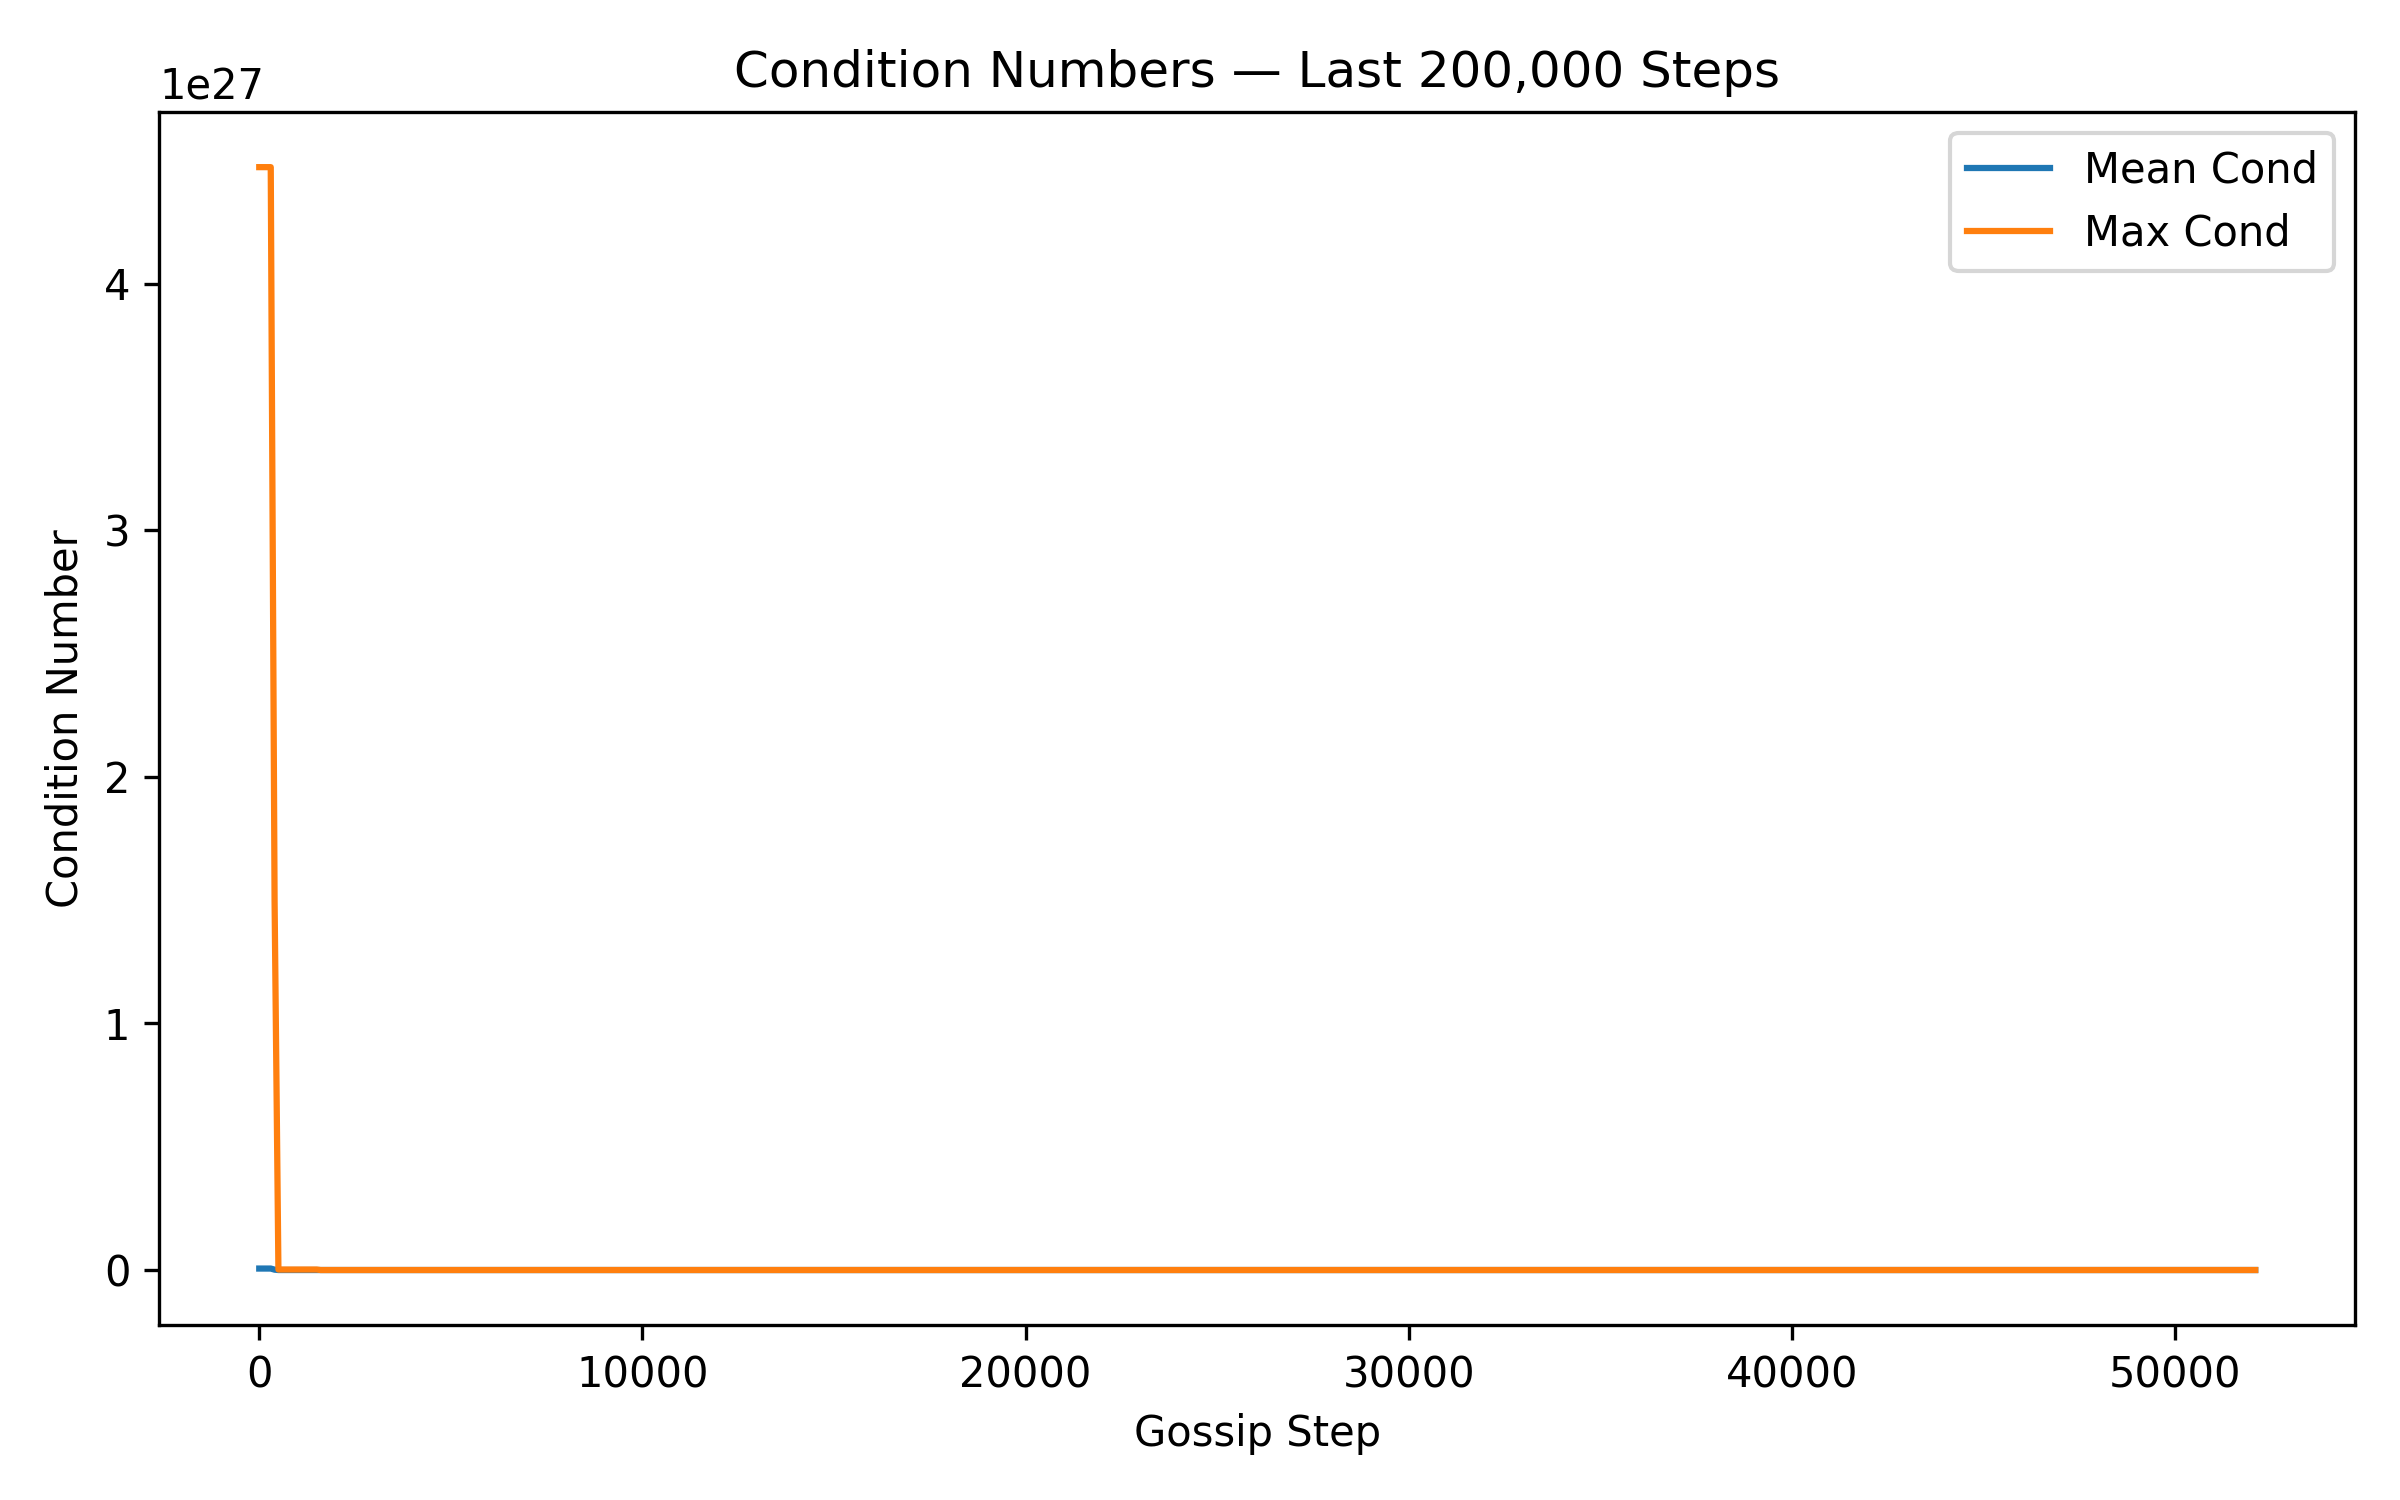 Condition Numbers — Last 200,000 Steps
1e27
Mean Cond
Max Cond
4
3
2
1
0
Condition Number
0 10000 20000 30000 40000 50000
Gossip Step